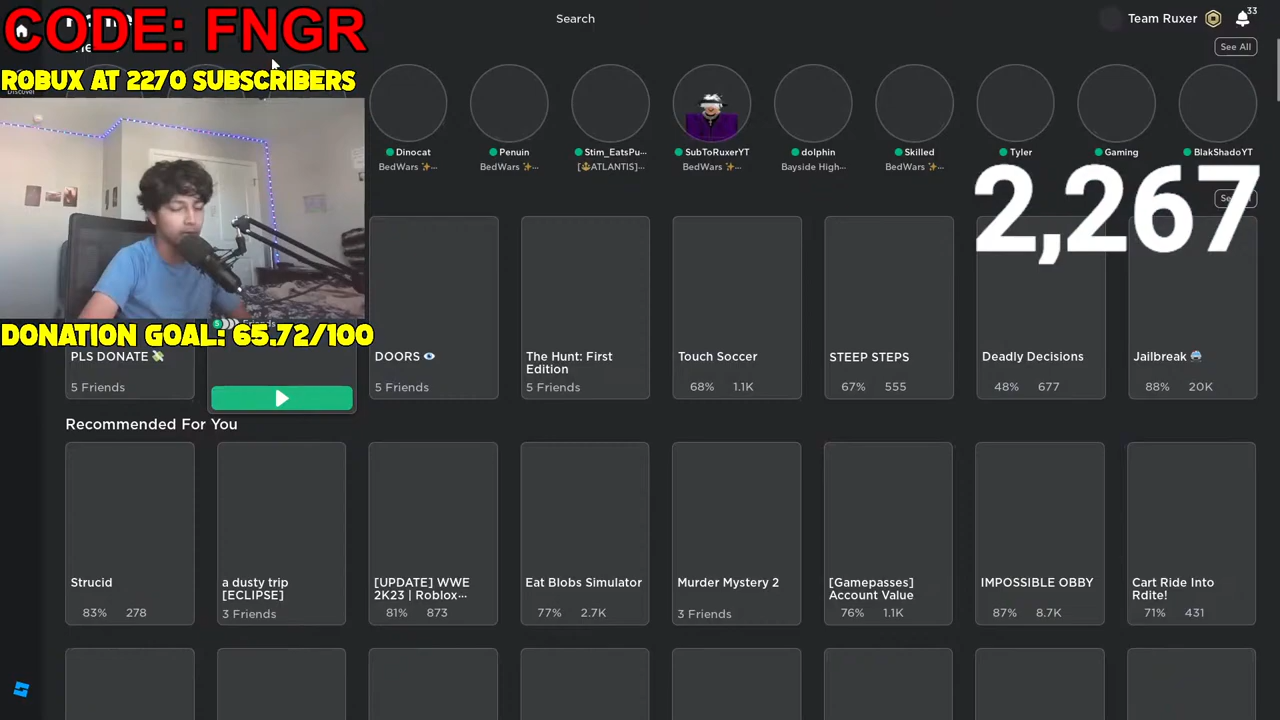 CODE: FNGR
Search
Team Ruxer
33
See All
ROBUX AT 2270 SUBSCRIBERS
Discover
Dinocat
BedWars ✨...
Penuin
BedWars ✨...
Stim_EatsPu...
[🔱ATLANTIS]...
SubToRuxerYT
BedWars ✨...
dolphin
Bayside High...
Skilled
BedWars ✨...
Tyler
Gaming
BlakShadoYT
2,267
DONATION GOAL: 65.72/100
PLS DONATE 💸
5 Friends
5
Friends
DOORS 👁️
5 Friends
The Hunt: First
Edition
5 Friends
Touch Soccer
68% 1.1K
STEEP STEPS
67% 555
Deadly Decisions
48% 677
Jailbreak 🚔
88% 20K
Recommended For You
Strucid
83% 278
a dusty trip
[ECLIPSE]
3 Friends
[UPDATE] WWE
2K23 | Roblox...
81% 873
Eat Blobs Simulator
77% 2.7K
Murder Mystery 2
3 Friends
[Gamepasses]
Account Value
76% 1.1K
IMPOSSIBLE OBBY
87% 8.7K
Cart Ride Into
Rdite!
71% 431